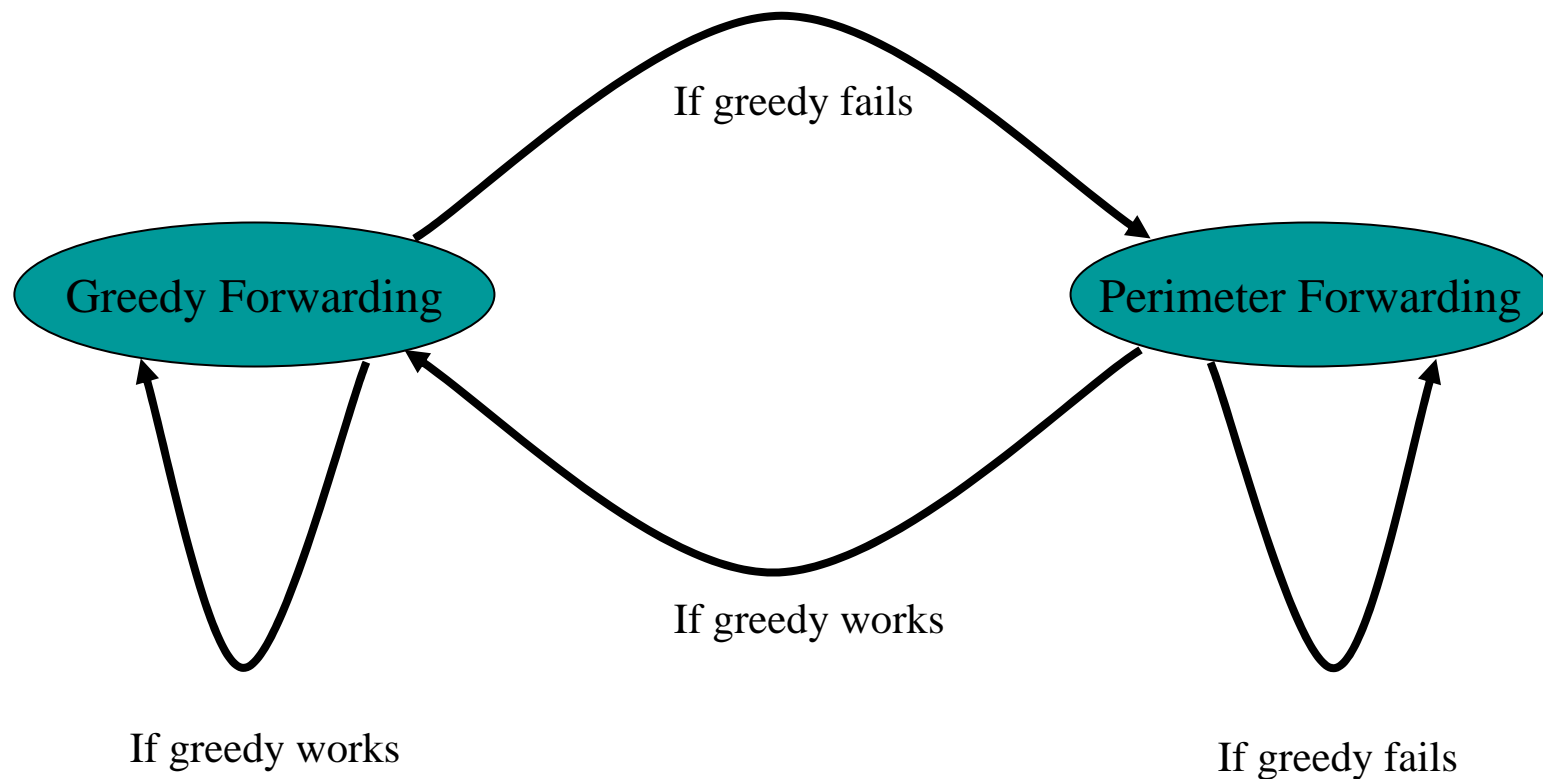 If greedy fails
Greedy Forwarding
Perimeter Forwarding
If greedy works
If greedy works
If greedy fails